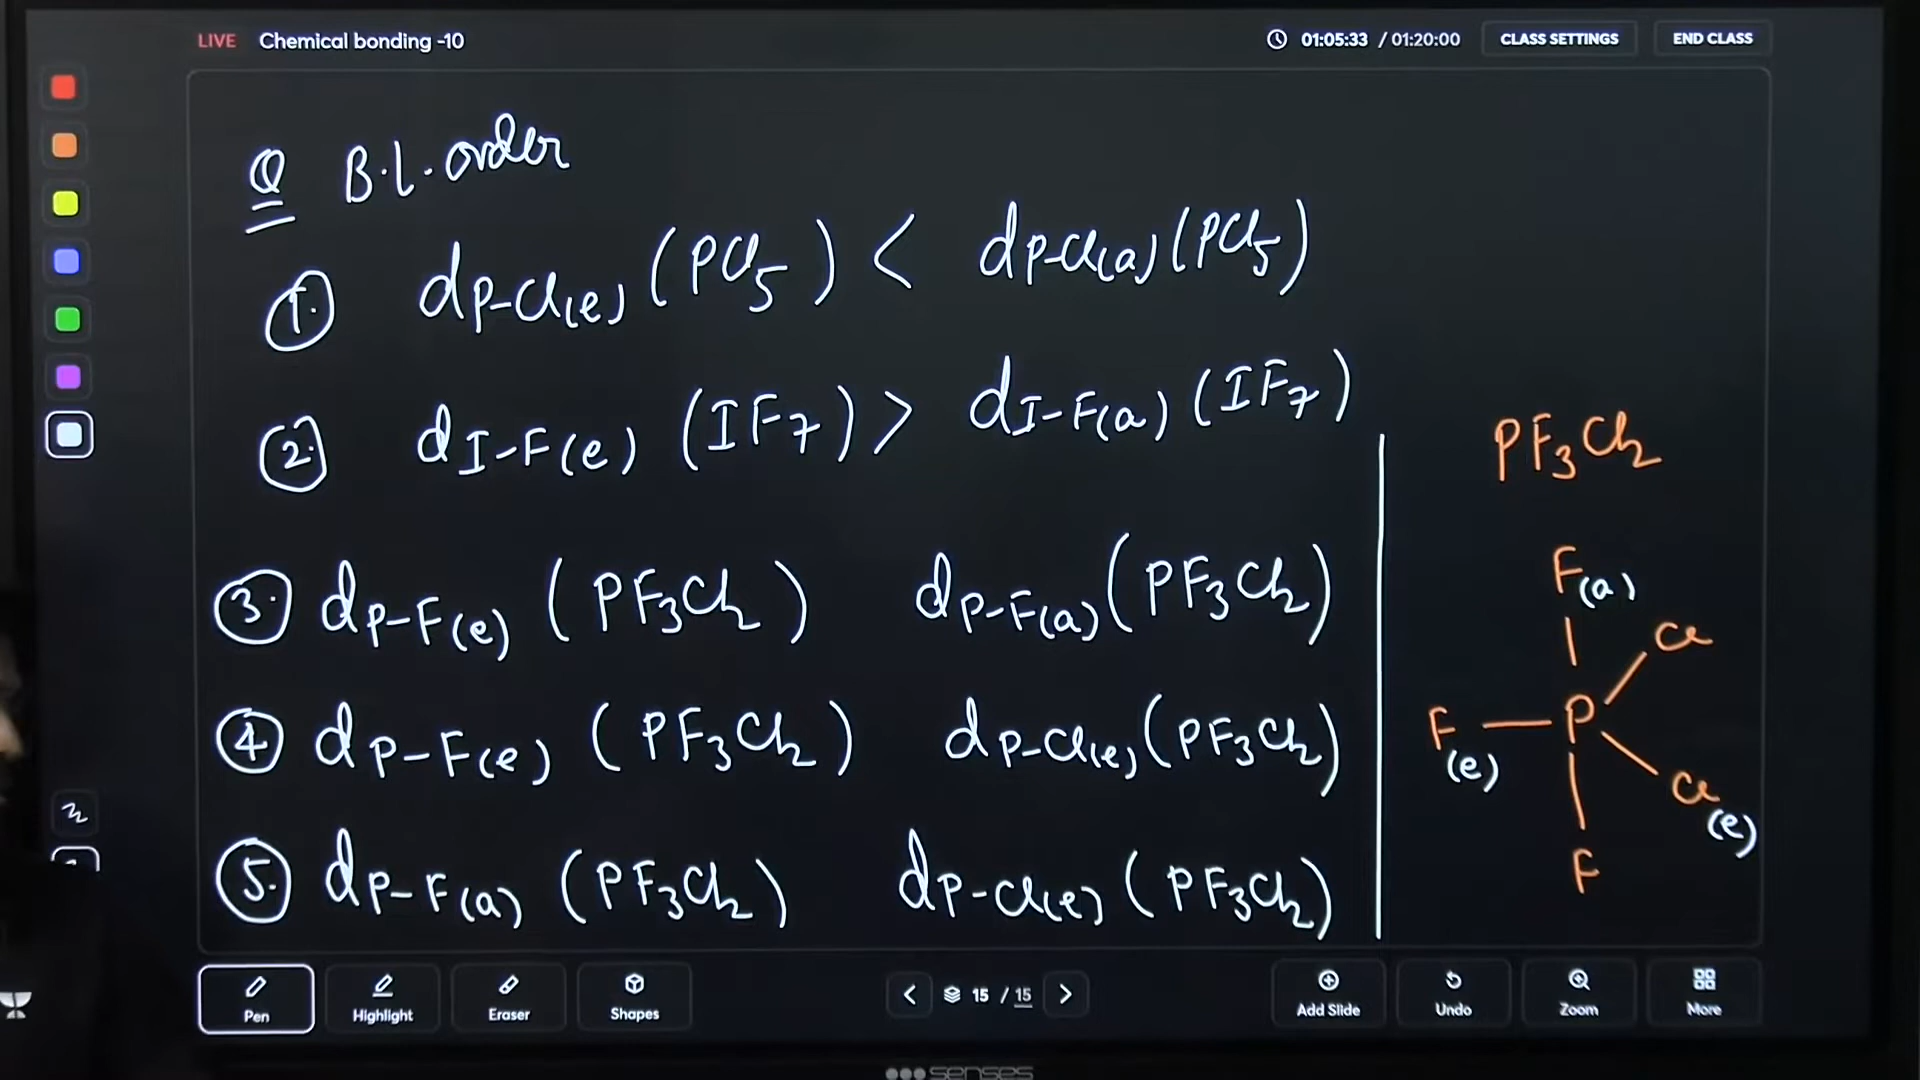 LIVE Chemical bonding -10 01:05:33 / 01:20:00 CLASS SETTINGS END CLASS
Q B.L. order
1. dP-Cl(e) (PCl5) < dP-Cl(a) (PCl5)
2. dI-F(e) (IF7) > dI-F(a) (IF7)
PF3Cl2
3. dP-F(e) (PF3Cl2) dP-F(a) (PF3Cl2)
4. dP-F(e) (PF3Cl2) dP-Cl(e) (PF3Cl2)
5. dP-F(a) (PF3Cl2) dP-Cl(e) (PF3Cl2)
F(a)
Cl
F P
(e)
Cl
(e)
F
Pen Highlight Eraser Shapes 15 / 15 Add Slide Undo Zoom More
senses